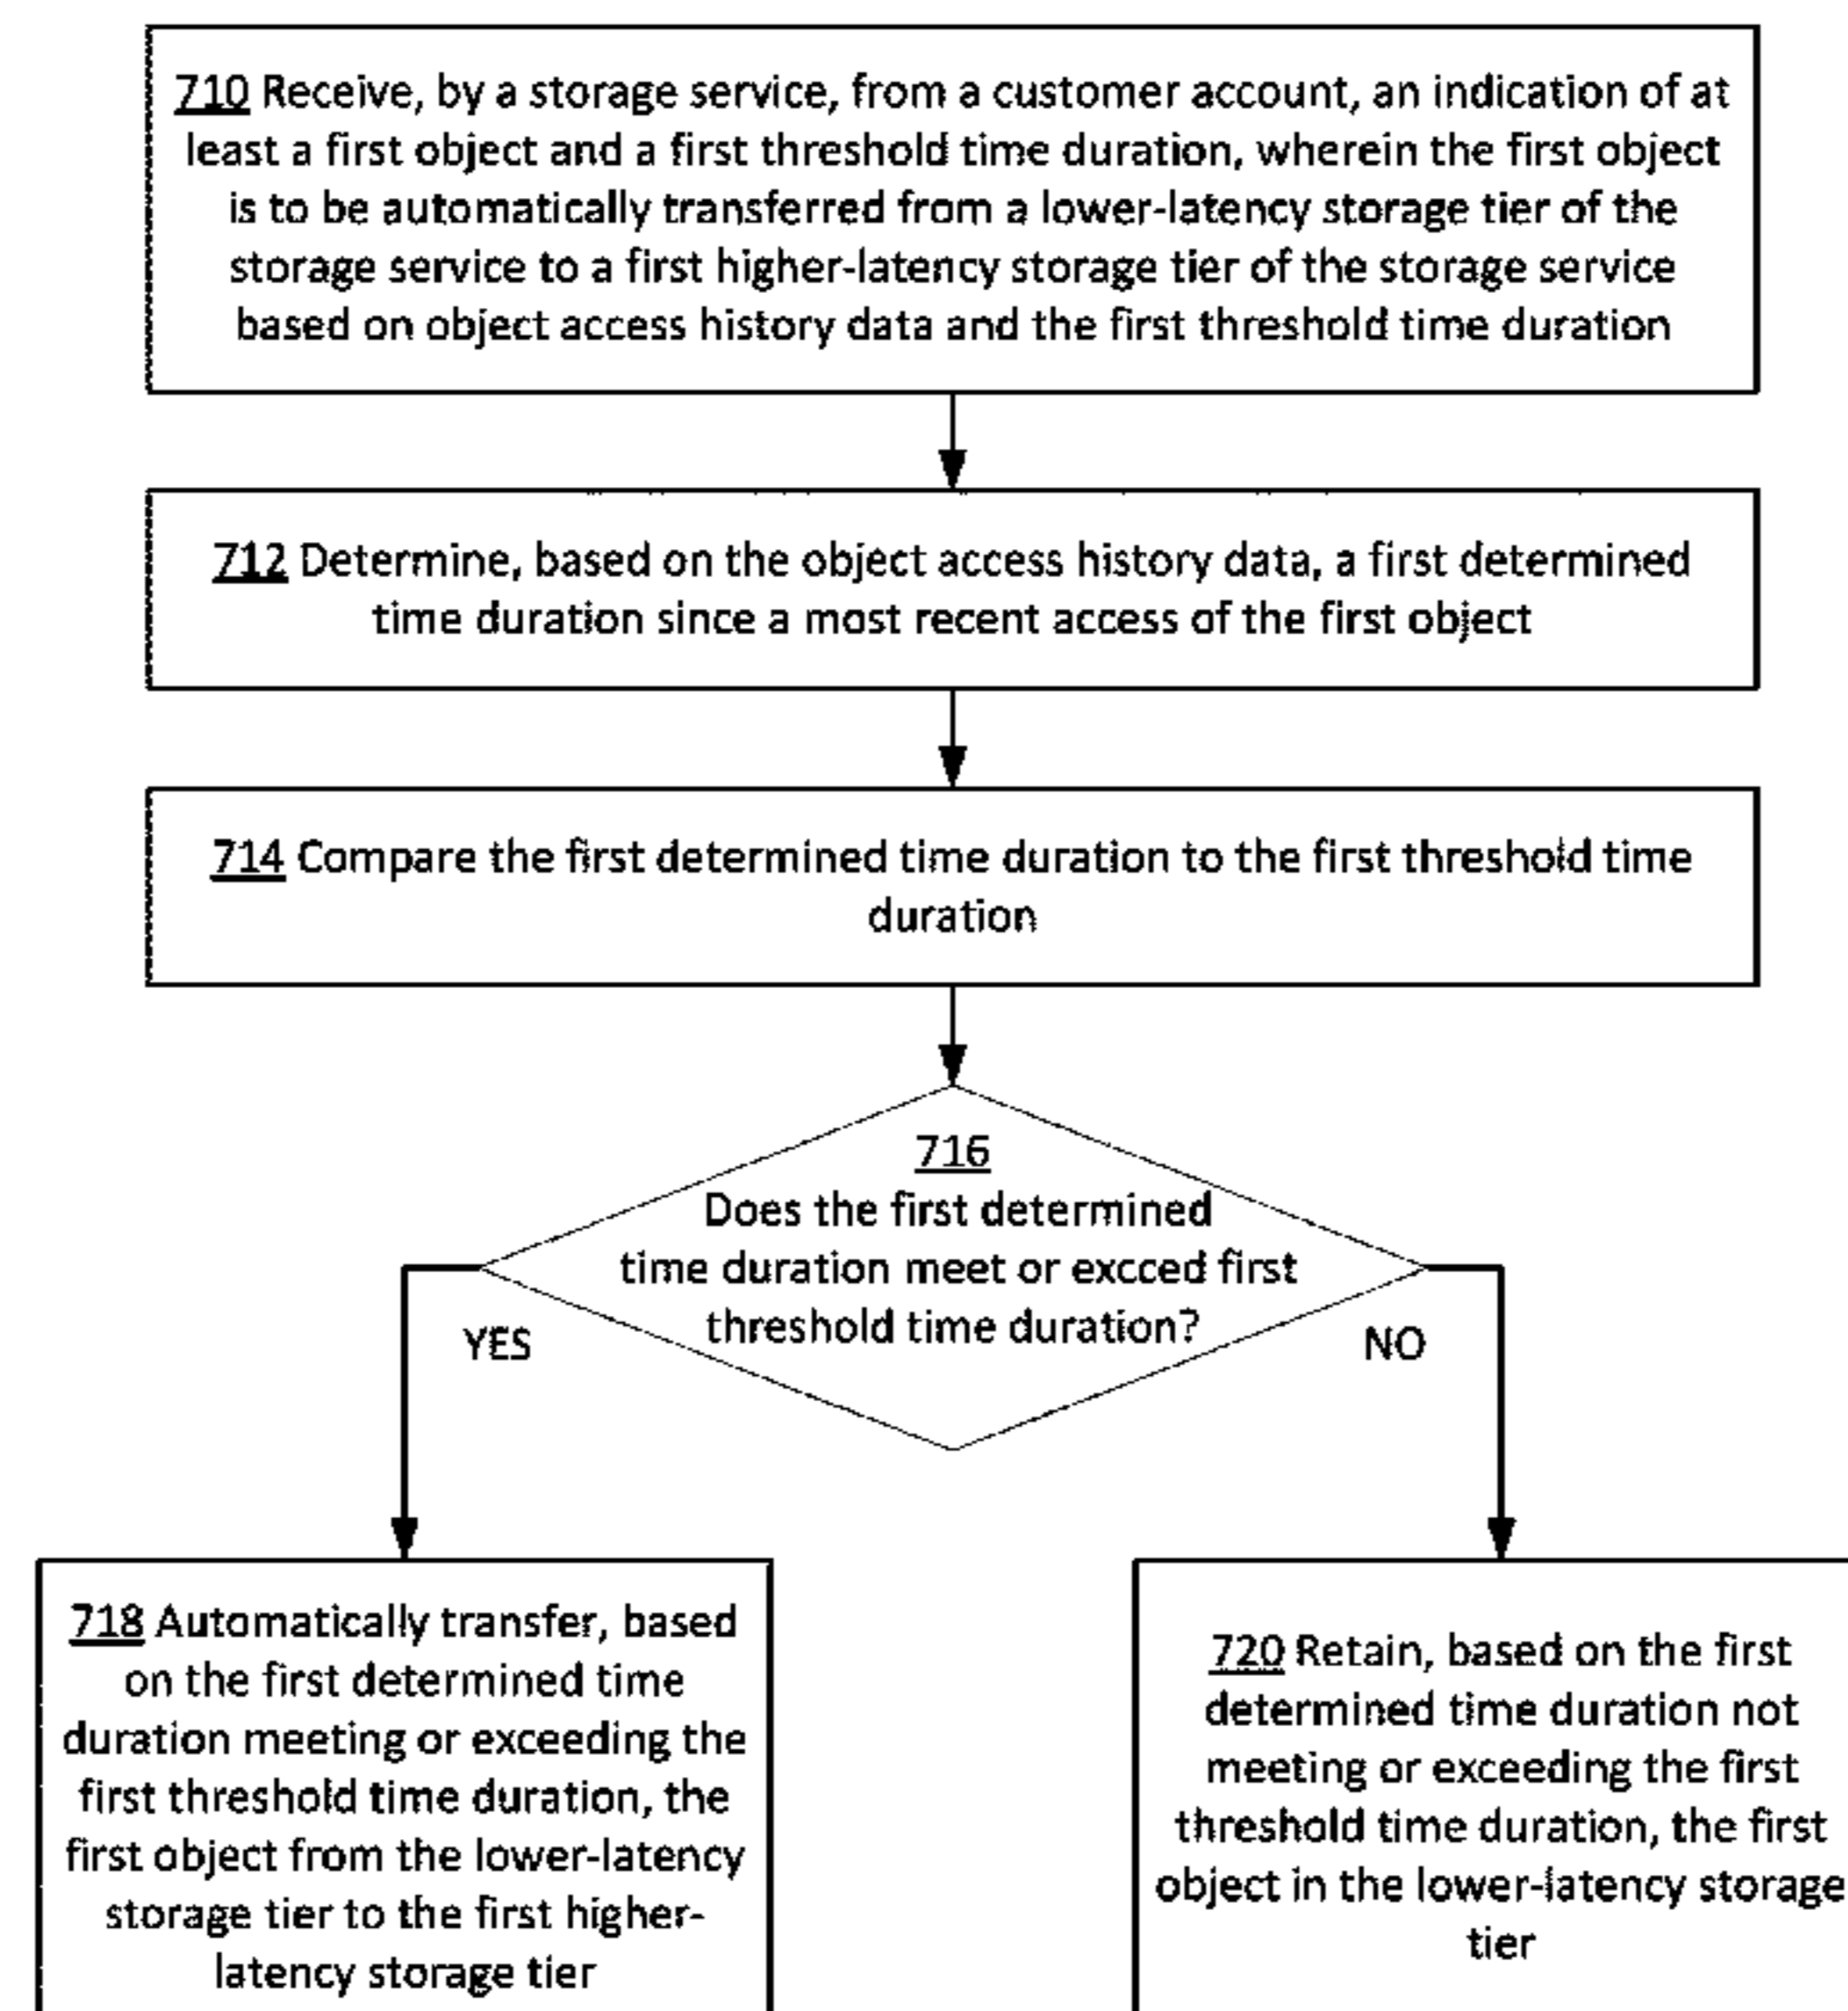 710 Receive, by a storage service, from a customer account, an indication of at
least a first object and a first threshold time duration, wherein the first object
is to be automatically transferred from a lower-latency storage tier of the
storage service to a first higher-latency storage tier of the storage service
based on object access history data and the first threshold time duration
712 Determine, based on the object access history data, a first determined
time duration since a most recent access of the first object
714 Compare the first determined time duration to the first threshold time
duration
716
Does the first determined
time duration meet or exceed first
threshold time duration?
YES
NO
718 Automatically transfer, based
on the first determined time
duration meeting or exceeding the
first threshold time duration, the
first object from the lower-latency
storage tier to the first higher-
latency storage tier
720 Retain, based on the first
determined time duration not
meeting or exceeding the first
threshold time duration, the first
object in the lower-latency storage
tier